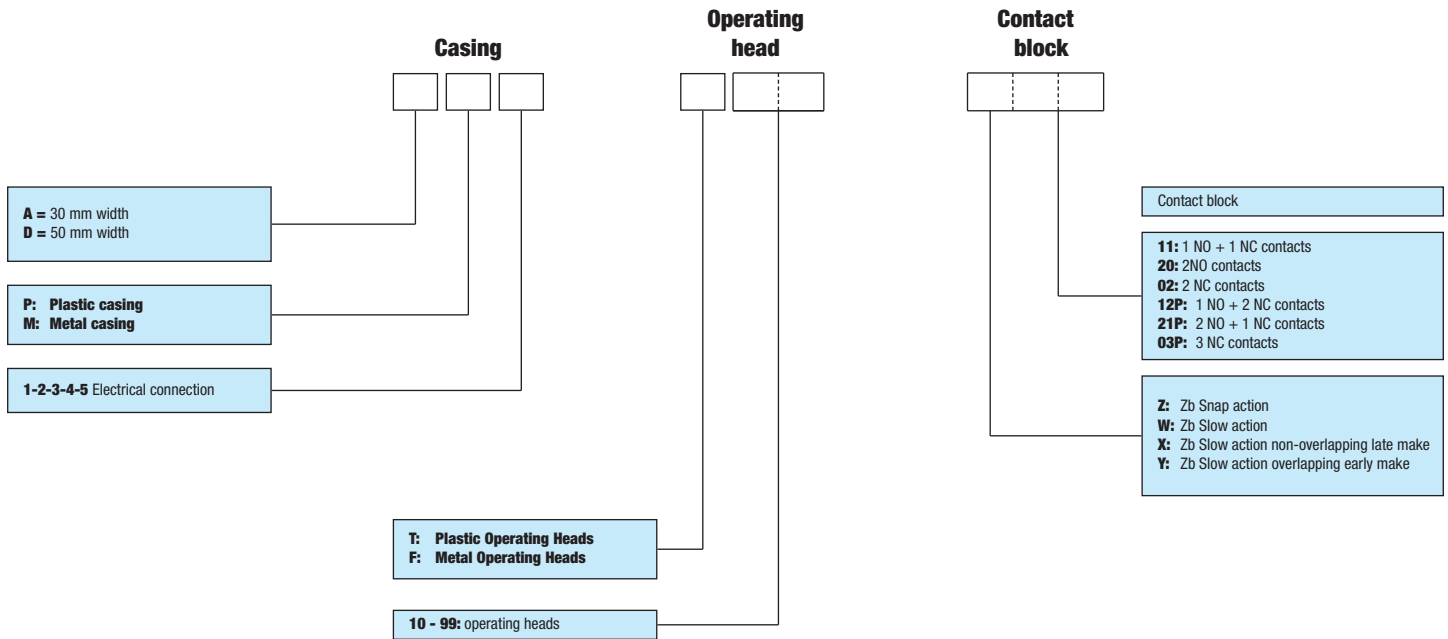 Casing
Operating
head
Contact
block
A = 30 mm width
D = 50 mm width
P: Plastic casing
M: Metal casing
1-2-3-4-5 Electrical connection
T: Plastic Operating Heads
F: Metal Operating Heads
10 - 99: operating heads
Contact block
11: 1 NO + 1 NC contacts
20: 2NO contacts
02: 2 NC contacts
12P: 1 NO + 2 NC contacts
21P: 2 NO + 1 NC contacts
03P: 3 NC contacts
Z: Zb Snap action
W: Zb Slow action
X: Zb Slow action non-overlapping late make
Y: Zb Slow action overlapping early make